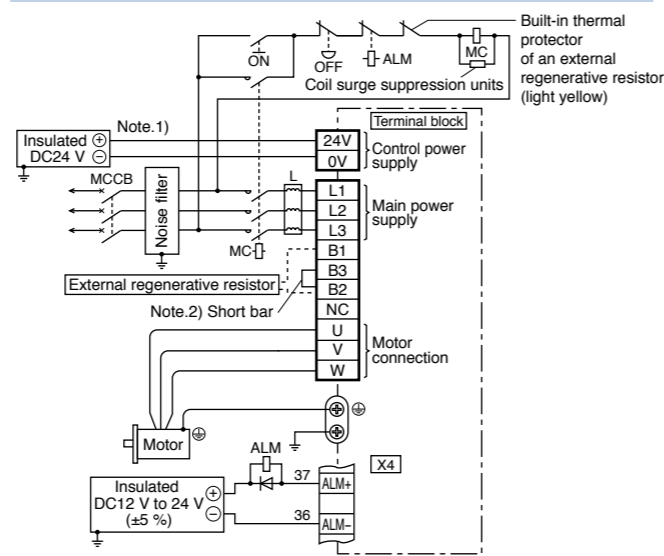 Built-in thermal
protector
of an external
regenerative resistor
(light yellow)
ON
OFF
ALM
MC
Coil surge suppression units
Note.1)
Terminal block
Insulated ⊕
DC24 V ⊖
24V
0V
Control power
supply
MCCB
Noise filter
L
L1
L2
L3
Main power
supply
MC
B1
External regenerative resistor
B3
B2
Note.2) Short bar
NC
U
V
W
Motor
connection
Motor
ALM
X4
Insulated
DC12 V to 24 V
(±5 %)
⊕
⊖
37
ALM+
36
ALM−